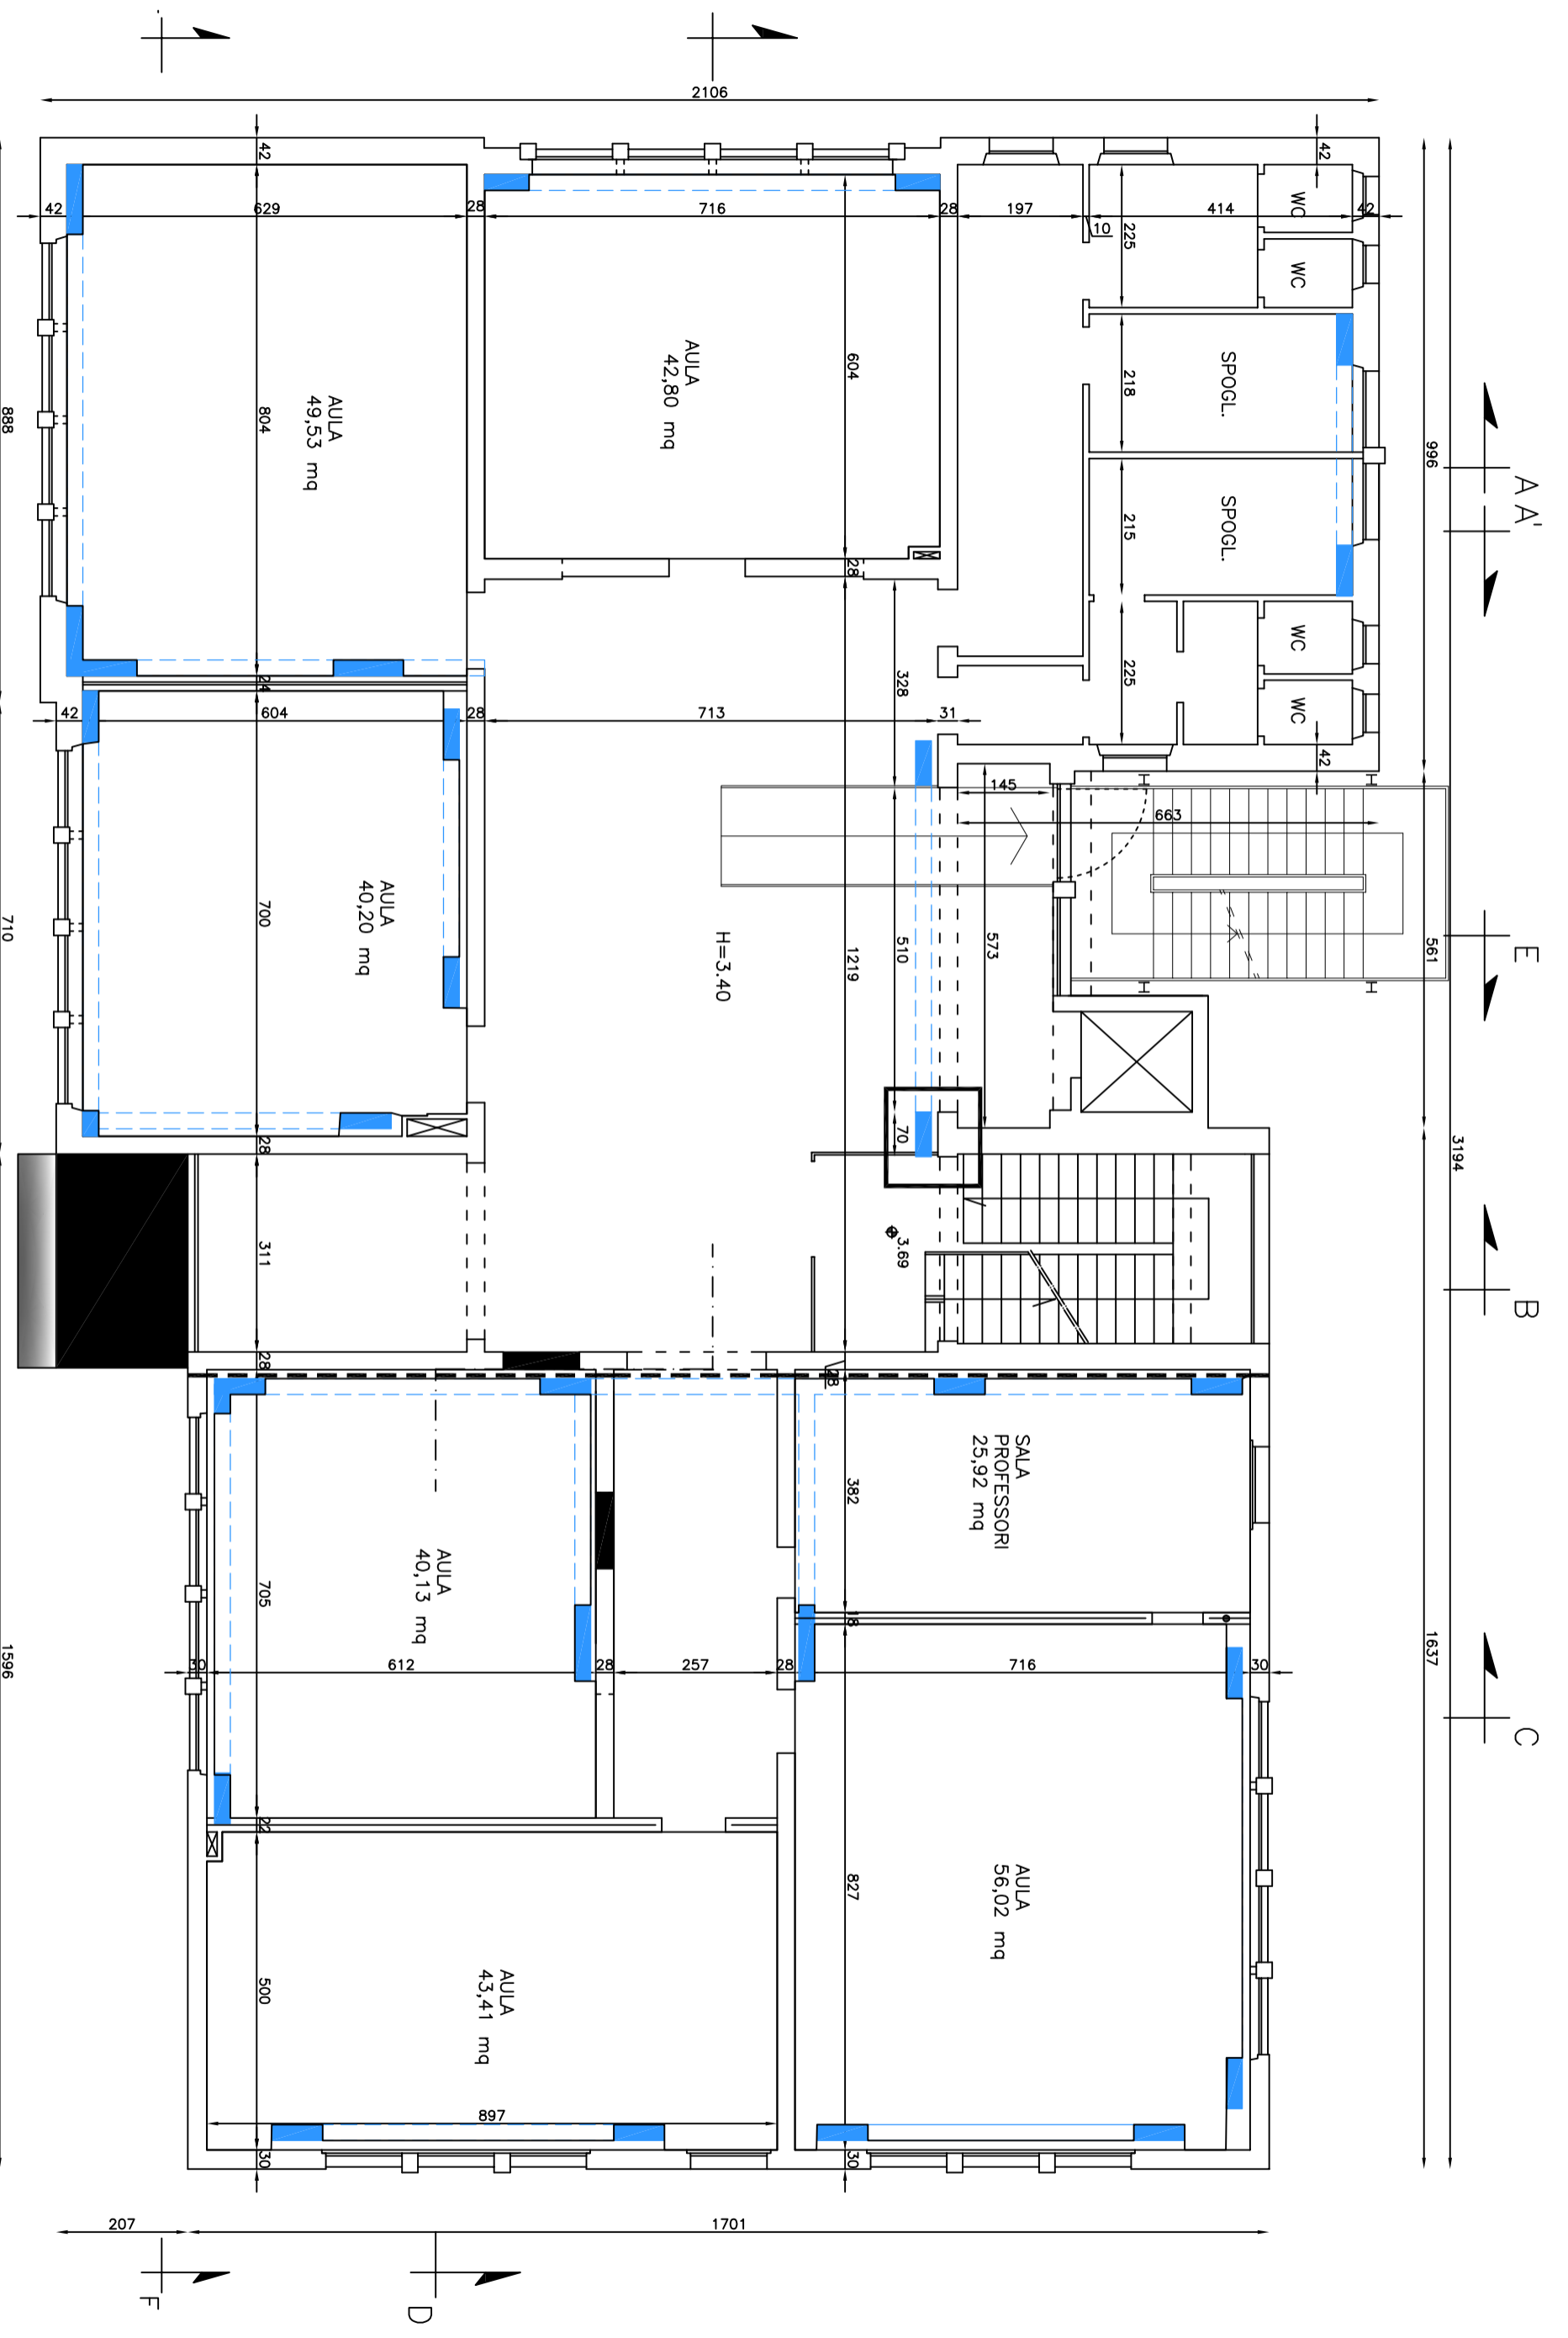 2106
42
42
629
28
716
28
197
10
414
42
225
WC
WC
996
3194
AULA
49,53 mq
804
888
AULA
42,80 mq
604
218
SPOGL.
215
SPOGL.
A A'
28
328
225
WC
WC
42
24
42
604
28
713
31
145
663
573
561
E
AULA
40,20 mq
700
710
H=3.40
1219
510
70
28
311
3.69
B
28
28
SALA
PROFESSORI
25,92 mq
382
18
AULA
40,13 mq
705
1596
1637
30
612
28
257
28
716
30
C
22
AULA
56,02 mq
827
AULA
43,41 mq
500
897
30
30
207
1701
F
D